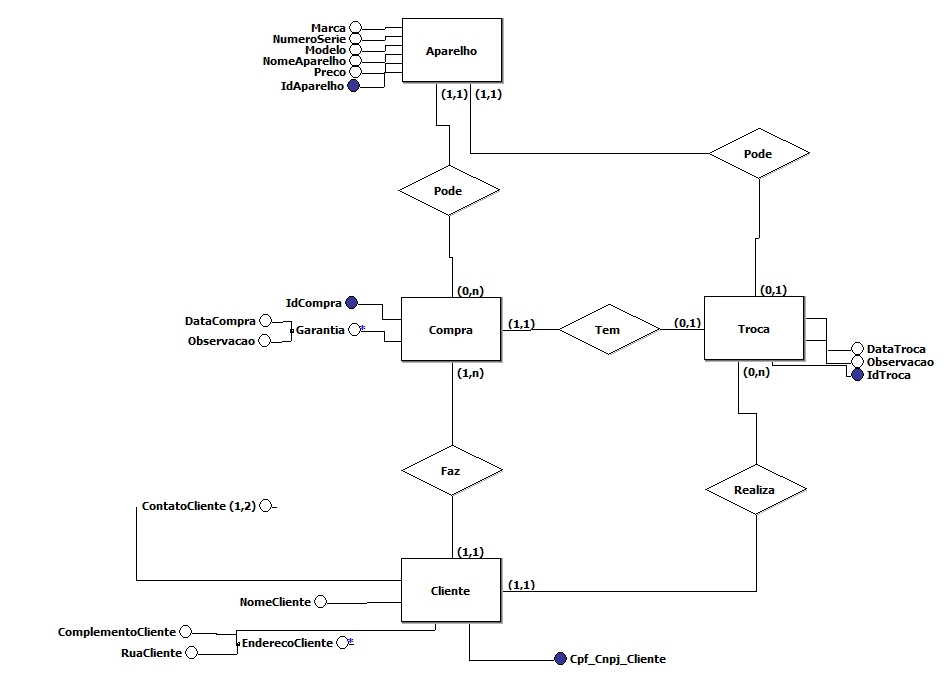 Marca
NumeroSerie
Modelo
NomeAparelho
Preco
IdAparelho
Aparelho
(1,1) (1,1)
Pode
Pode
(0,n)
(0,1)
IdCompra
DataCompra
Garantia *
Observacao
Compra
(1,1)
Tem
(0,1)
Troca
DataTroca
Observacao
IdTroca
(1,n)
(0,n)
Faz
Realiza
ContatoCliente (1,2)
(1,1)
Cliente
(1,1)
NomeCliente
ComplementoCliente
EnderecoCliente *
RuaCliente
Cpf_Cnpj_Cliente